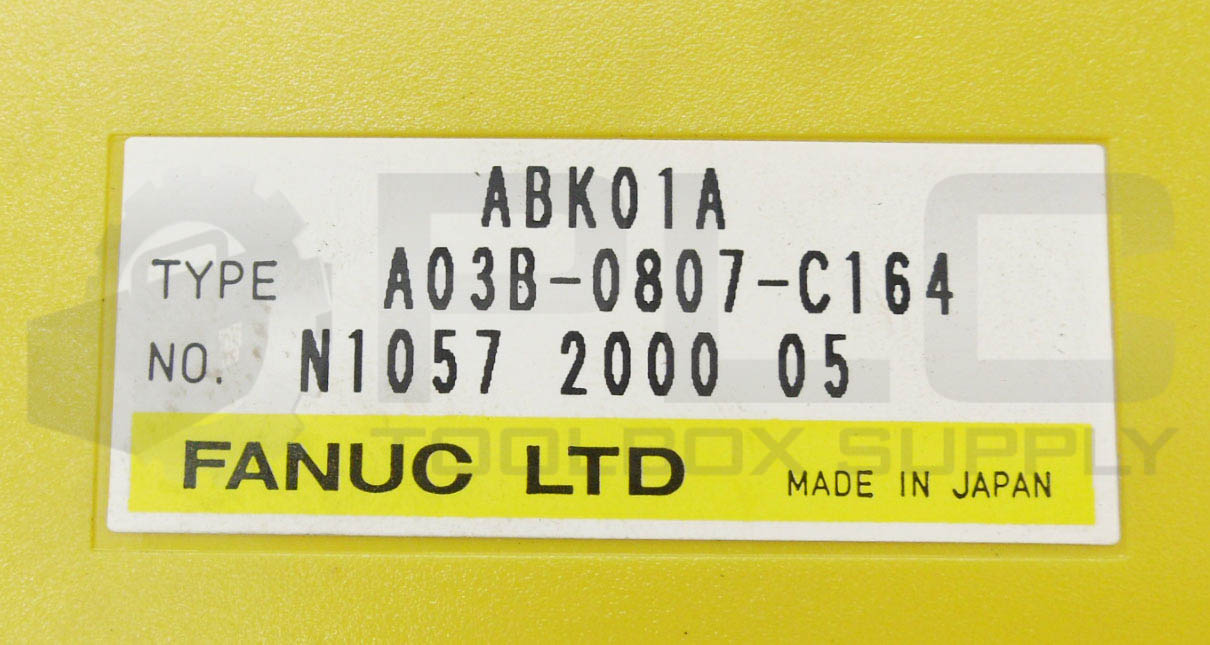 ABK01A
TYPE A03B-0807-C164
NO. N1057 2000 05
FANUC LTD MADE IN JAPAN
PLC
TOOLBOX SUPPLY